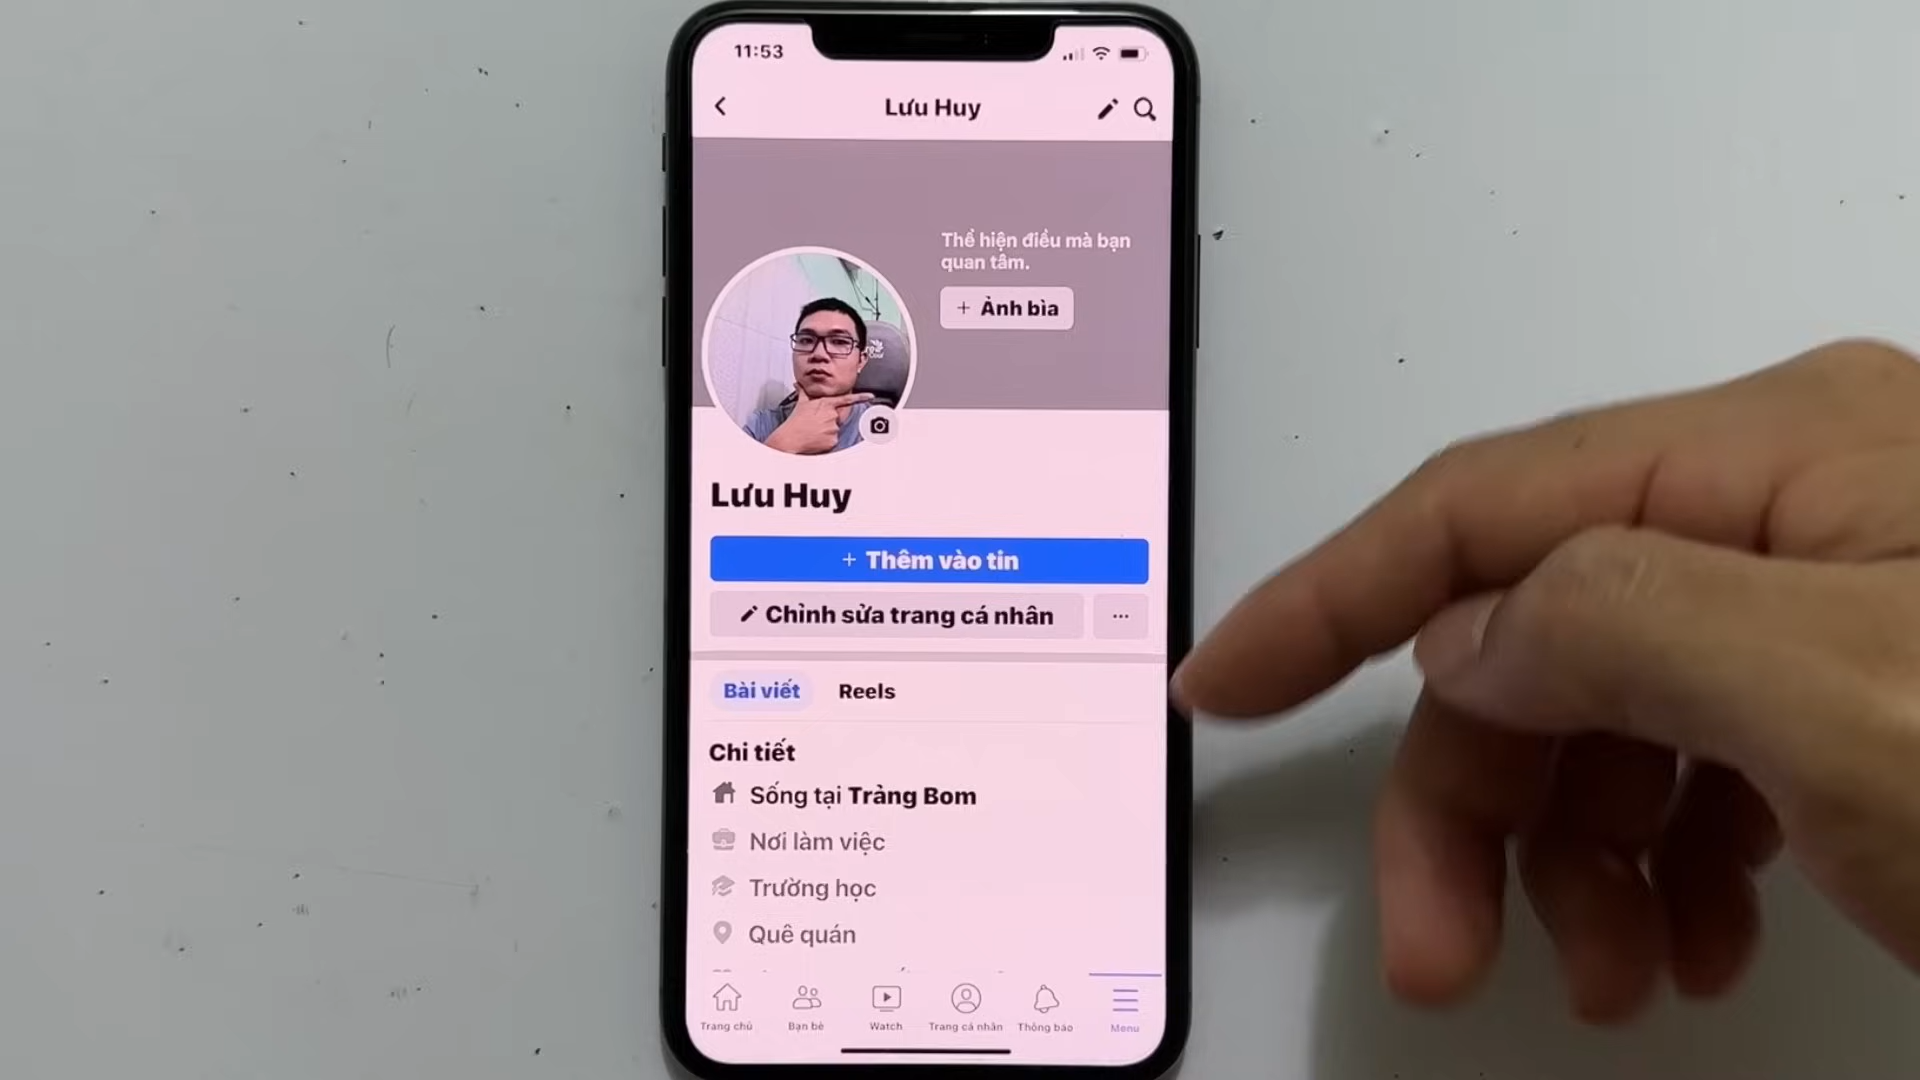 11:53
Lưu Huy
Thể hiện điều mà bạn
quan tâm.
+ Ảnh bìa
Lưu Huy
+ Thêm vào tin
Chỉnh sửa trang cá nhân
Bài viết
Reels
Chi tiết
Sống tại Trảng Bom
Nơi làm việc
Trường học
Quê quán
Trang chủ
Bạn bè
Watch
Trang cá nhân
Thông báo
Menu